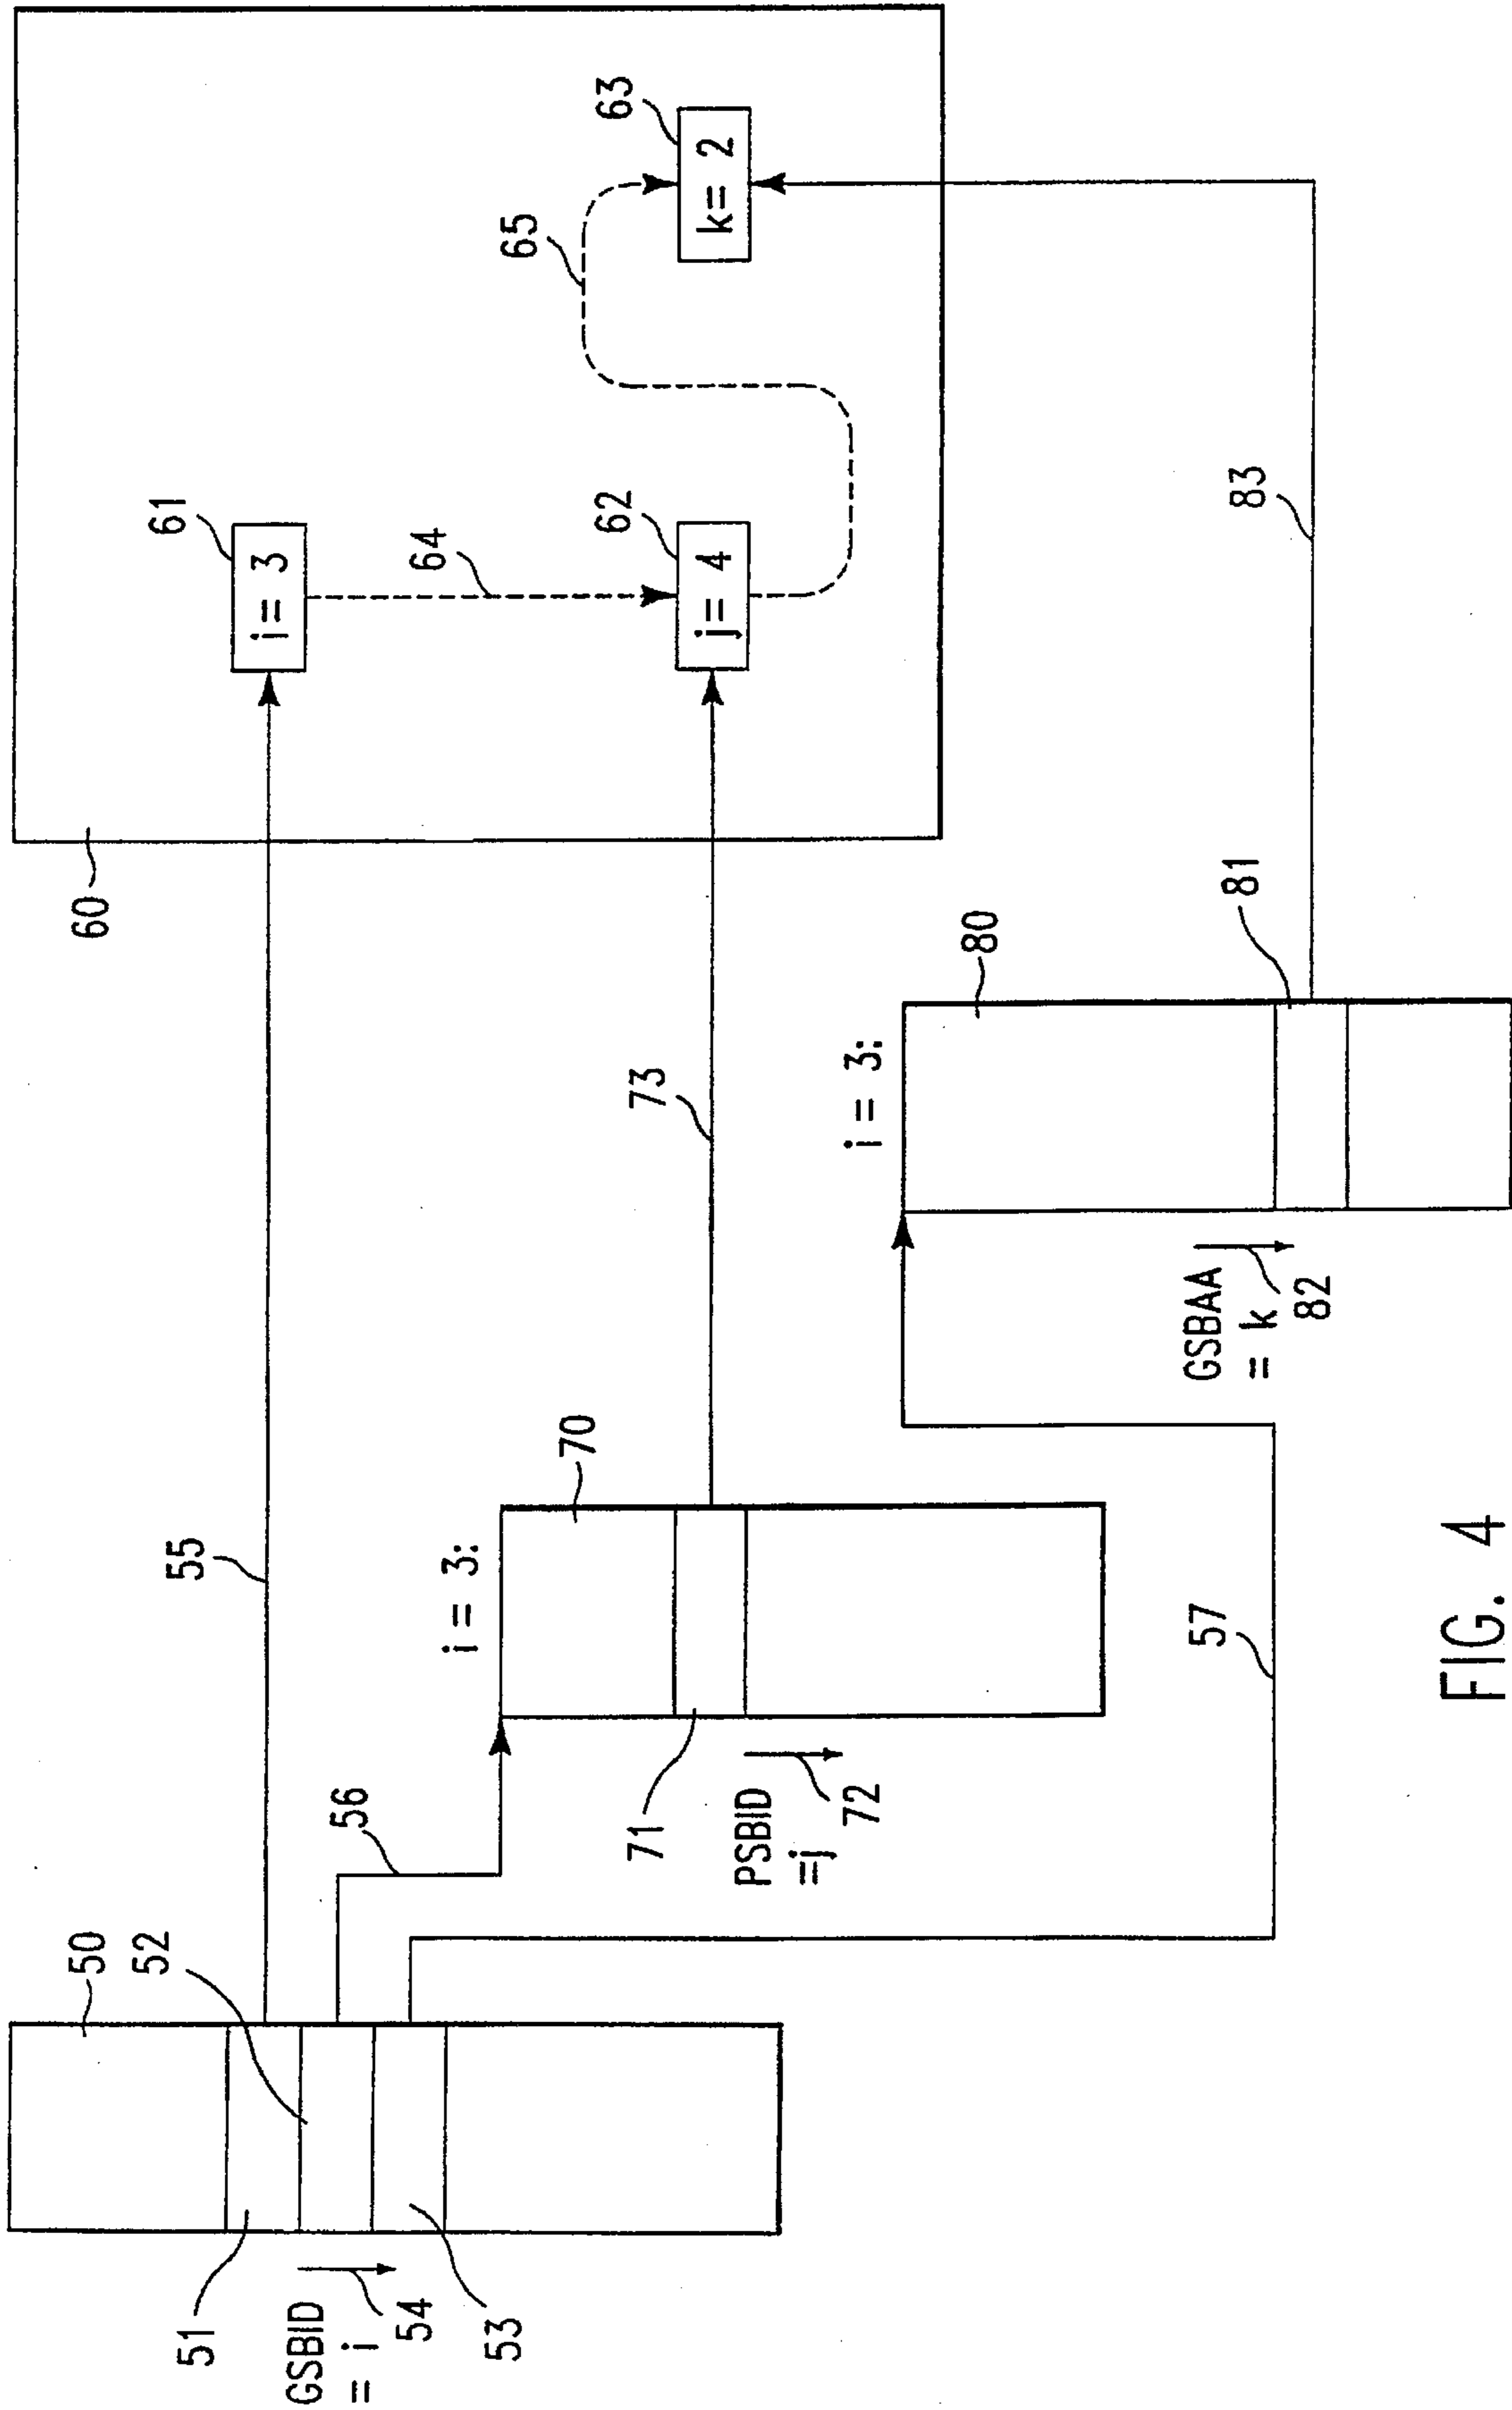 50
52
51
GSBID
= i
54
53
55
56
57
i = 3:
70
71
PSBID
=j
72
73
i = 3:
80
81
GSBAA
= k
82
83
60
61
i = 3
64
62
j= 4
65
63
k= 2
FIG. 4